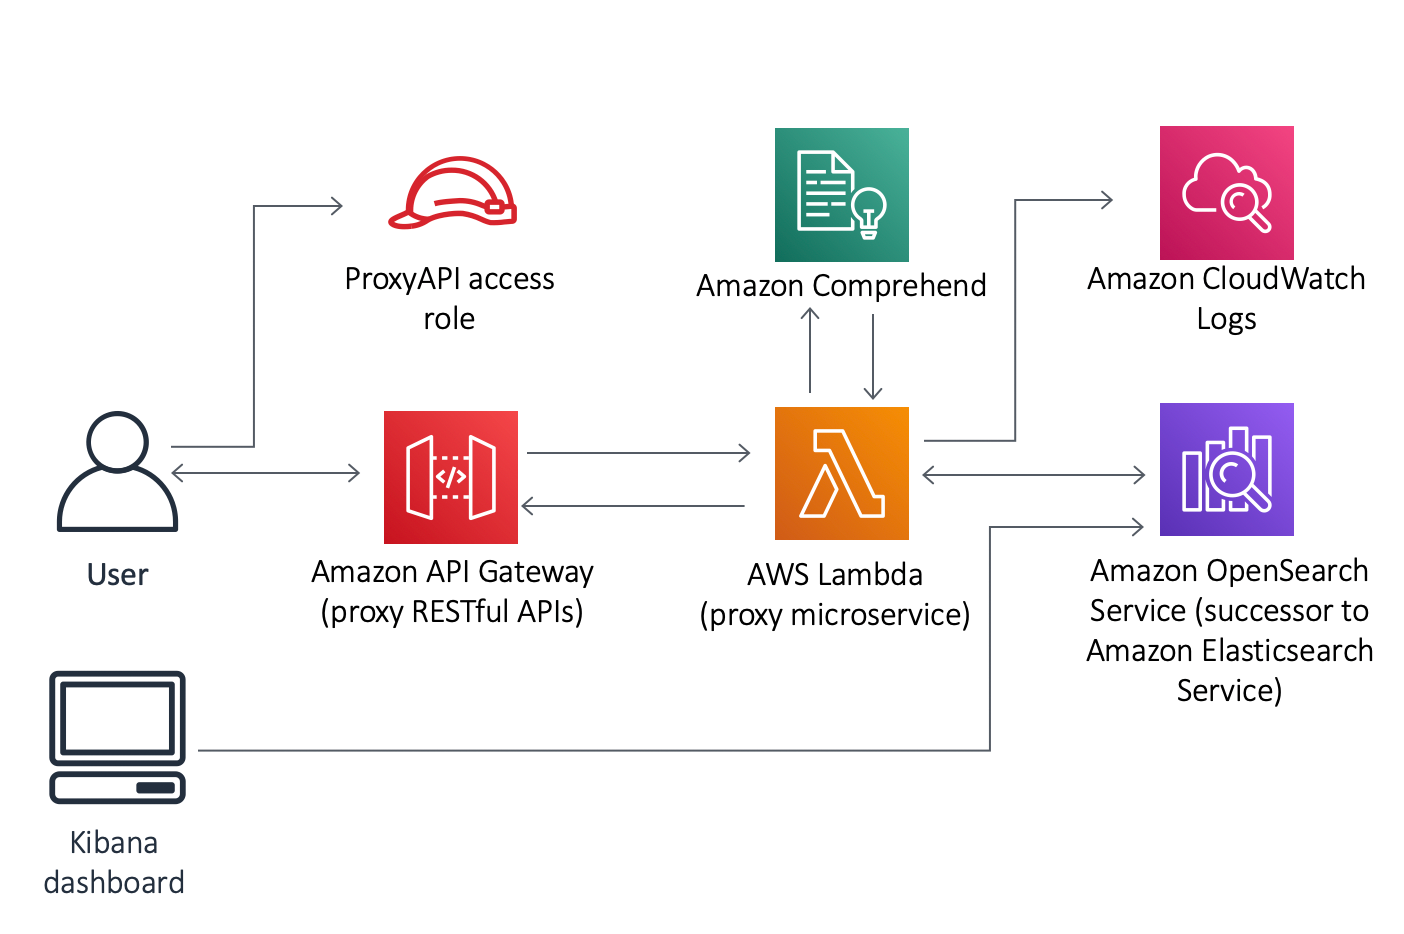 ProxyAPI access
role
Amazon Comprehend
Amazon CloudWatch
Logs
</>
User
Amazon API Gateway
(proxy RESTful APIs)
AWS Lambda
(proxy microservice)
Amazon OpenSearch
Service (successor to
Amazon Elasticsearch
Service)
Kibana
dashboard